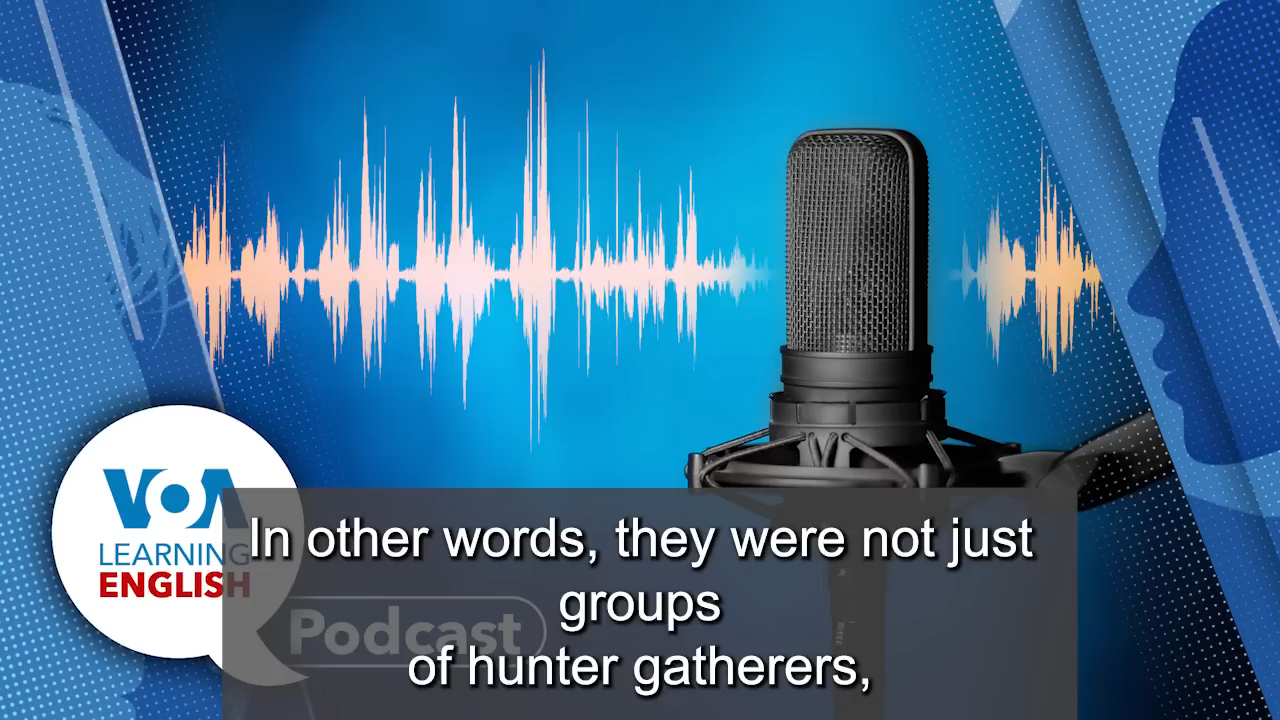 VOA
LEARNING
ENGLISH
Podcast
In other words, they were not just
groups
of hunter gatherers,